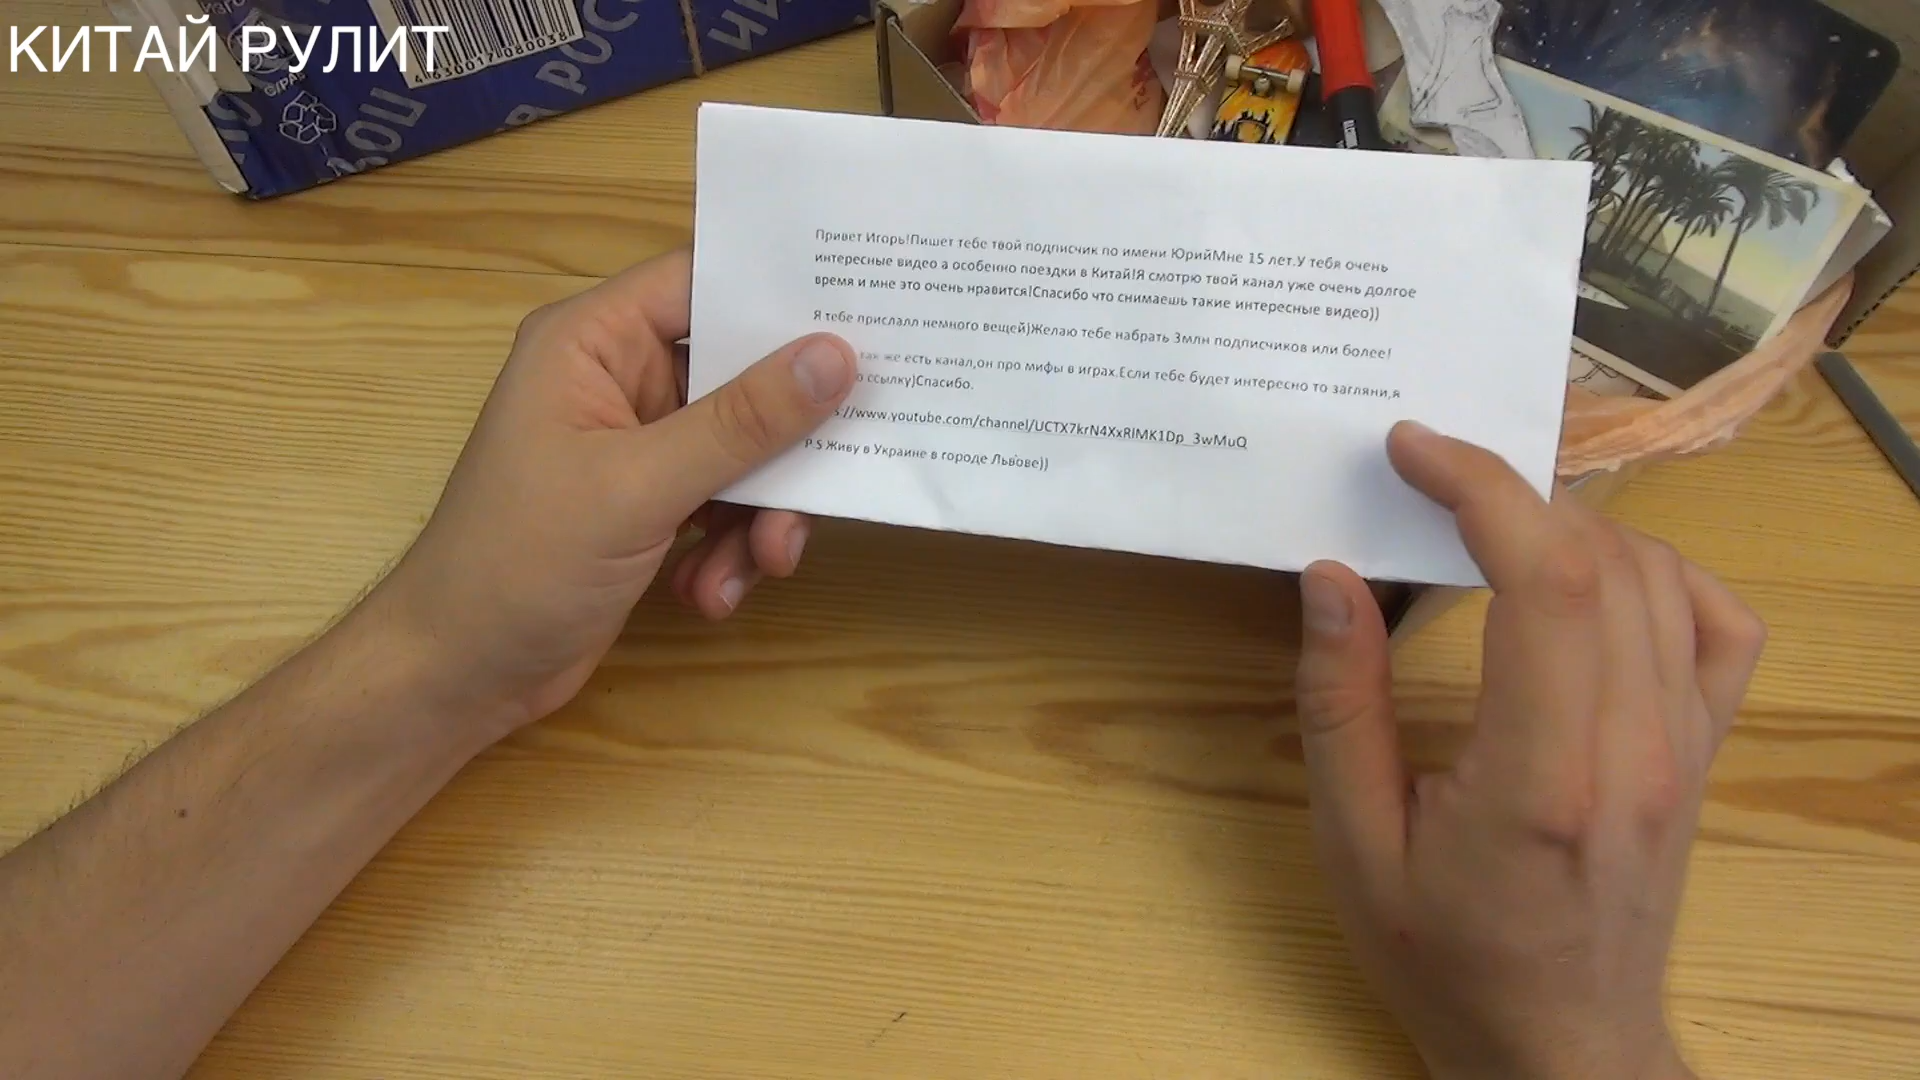 КИТАЙ РУЛИТ
4630017080038
Привет Игорь!Пишет тебе твой подписчик по имени ЮрийМне 15 лет.У тебя очень
интересные видео а особенно поездки в Китай!Я смотрю твой канал уже очень долгое
время и мне это очень нравится!Спасибо что снимаешь такие интересные видео))
Я тебе прислалл немного вещей)Желаю тебе набрать 3млн подписчиков или более!
так же есть канал,он про мифы в играх.Если тебе будет интересно то загляни,я
ссылку)Спасибо.
s://www.youtube.com/channel/UCTX7krN4XxRlMK1Dp_3wMuQ
P.S Живу в Украине в городе Львове))